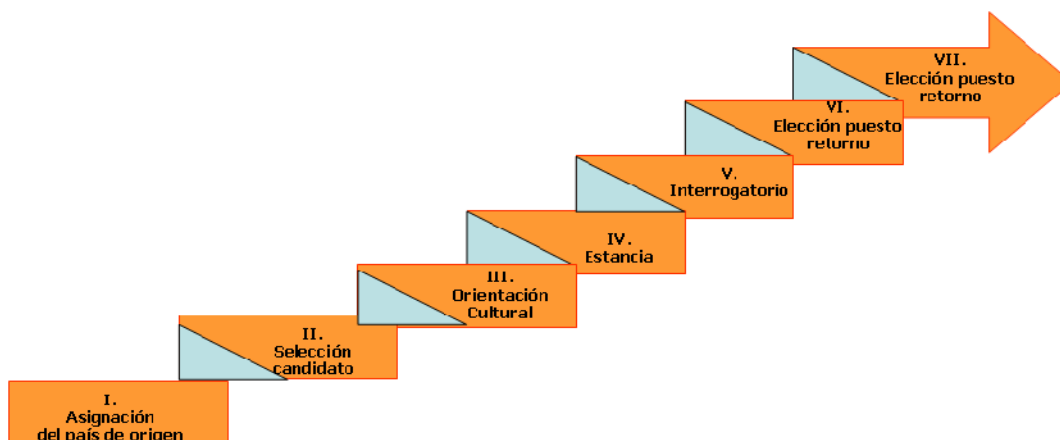 I.
Asignación
del país de origen
II.
Selección
candidato
III.
Orientación
Cultural
IV.
Estancia
V.
Interrogatorio
VI.
Elección puesto
retorno
VII.
Elección puesto
retorno